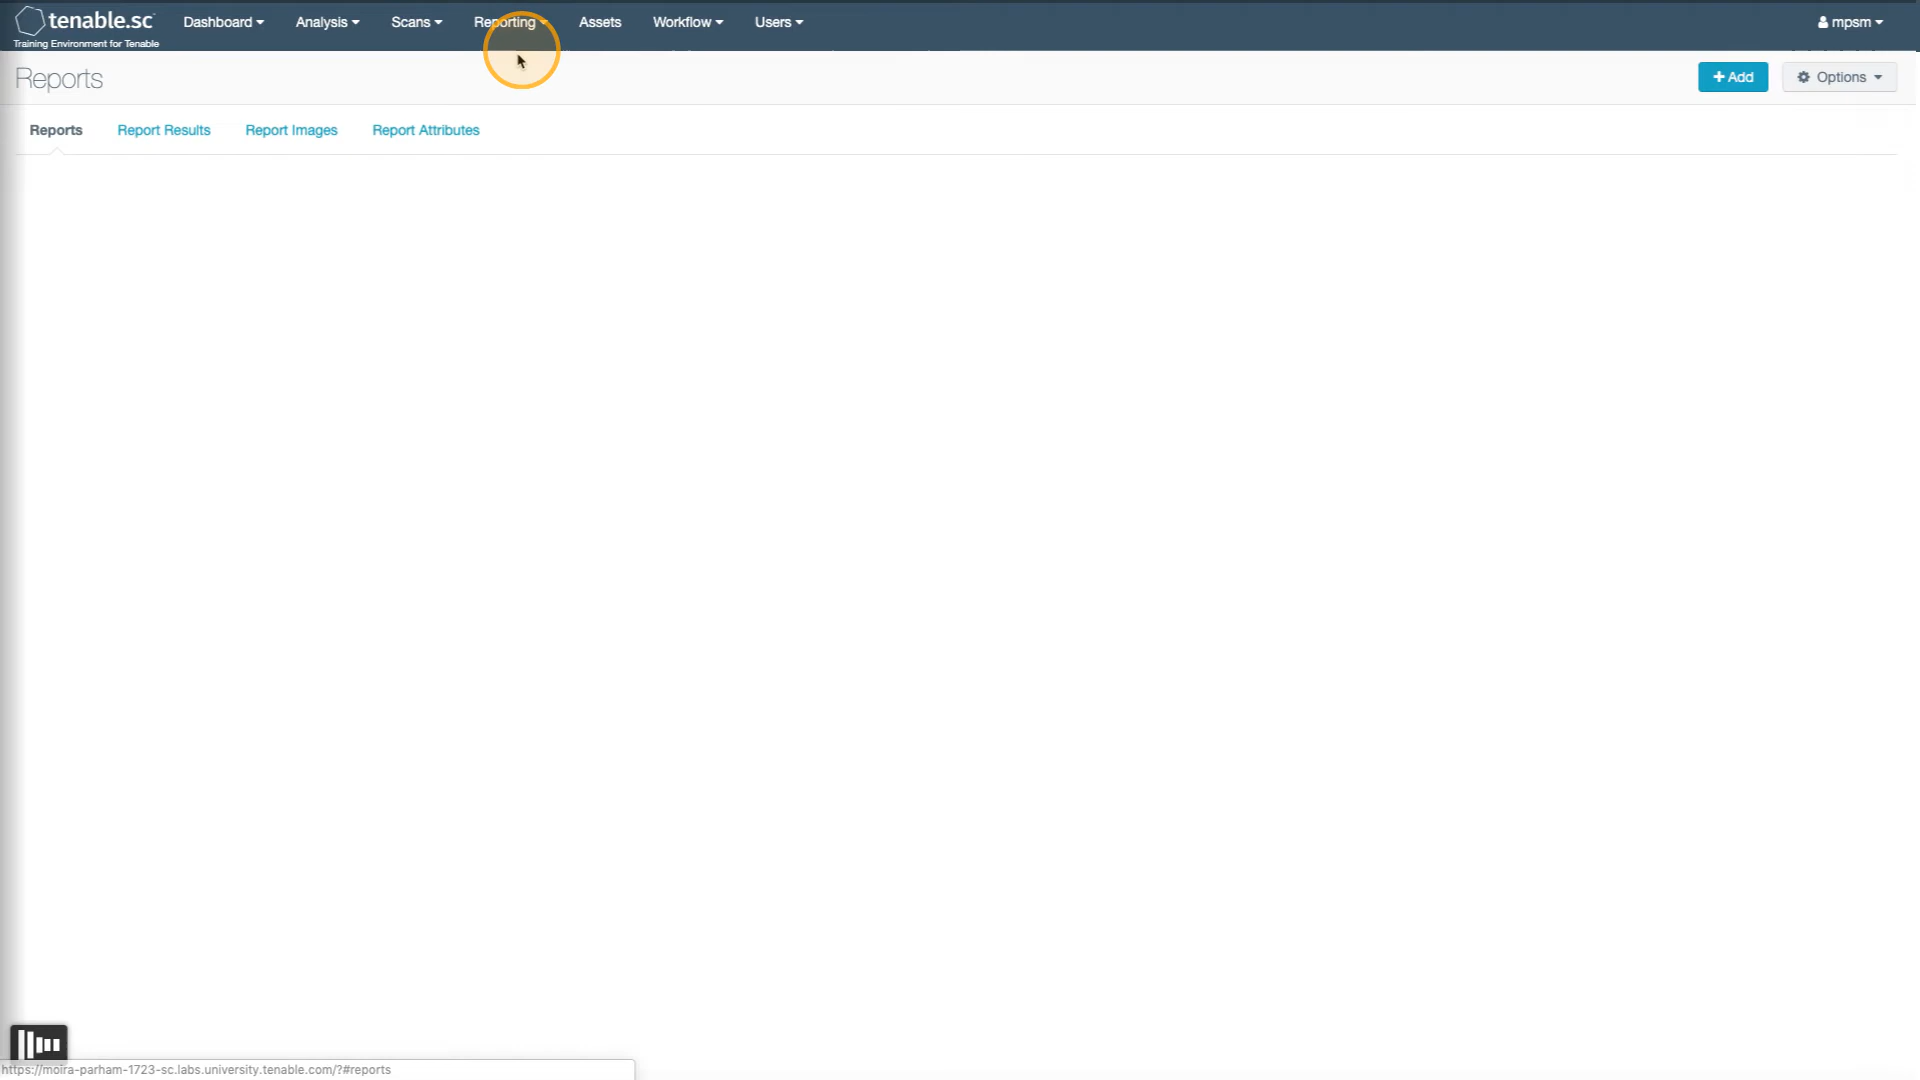 tenable.sc Dashboard Analysis Scans Reporting Assets Workflow Users mpsm
Training Environment for Tenable
Reports + Add Options
Reports Report Results Report Images Report Attributes
https://moira-parham-1723-sc.labs.university.tenable.com/?#reports